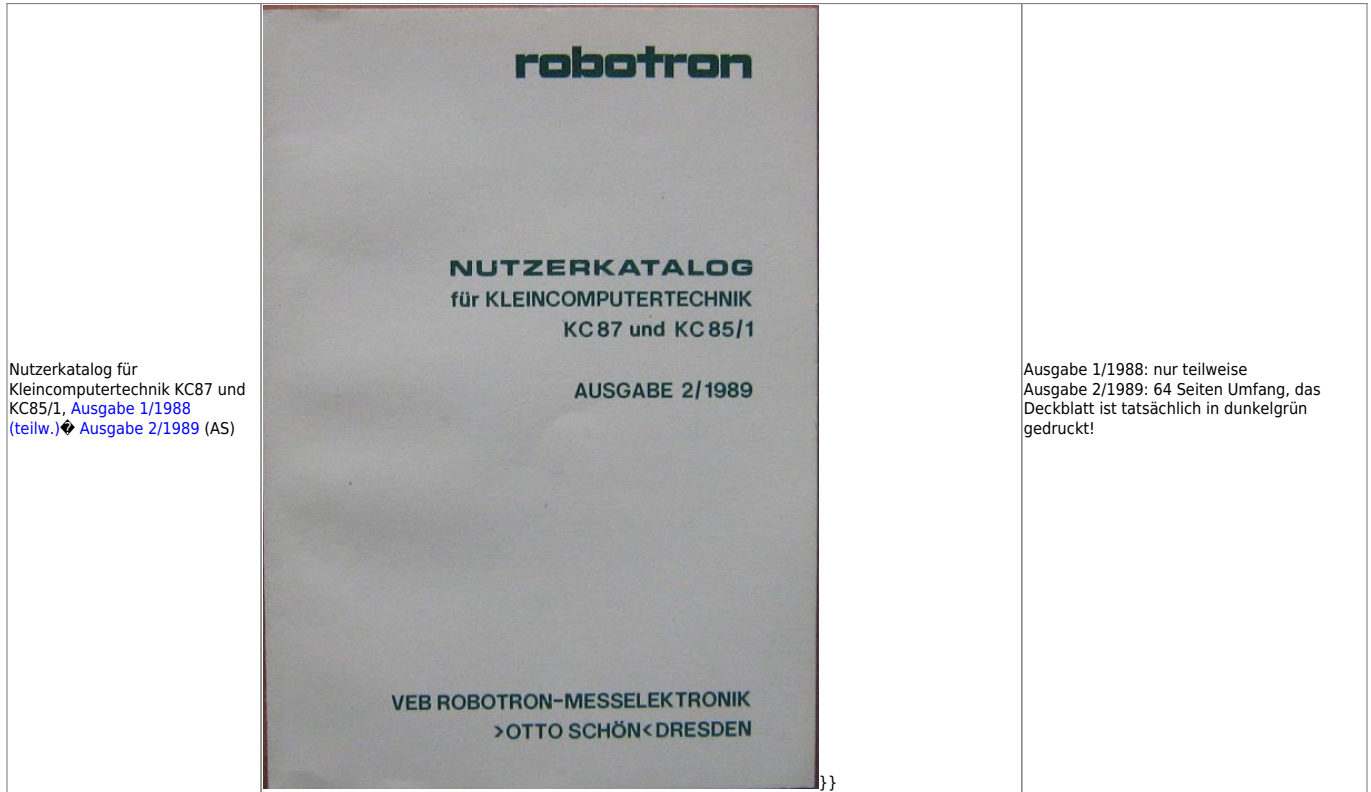 Nutzerkatalog für
Kleincomputertechnik KC87 und
KC85/1, Ausgabe 1/1988
(teilw.)� Ausgabe 2/1989 (AS)
robotron
NUTZERKATALOG
für KLEINCOMPUTERTECHNIK
KC 87 und KC 85/1
AUSGABE 2/1989
VEB ROBOTRON-MESSELEKTRONIK
>OTTO SCHÖN< DRESDEN
}}
Ausgabe 1/1988: nur teilweise
Ausgabe 2/1989: 64 Seiten Umfang, das
Deckblatt ist tatsächlich in dunkelgrün
gedruckt!